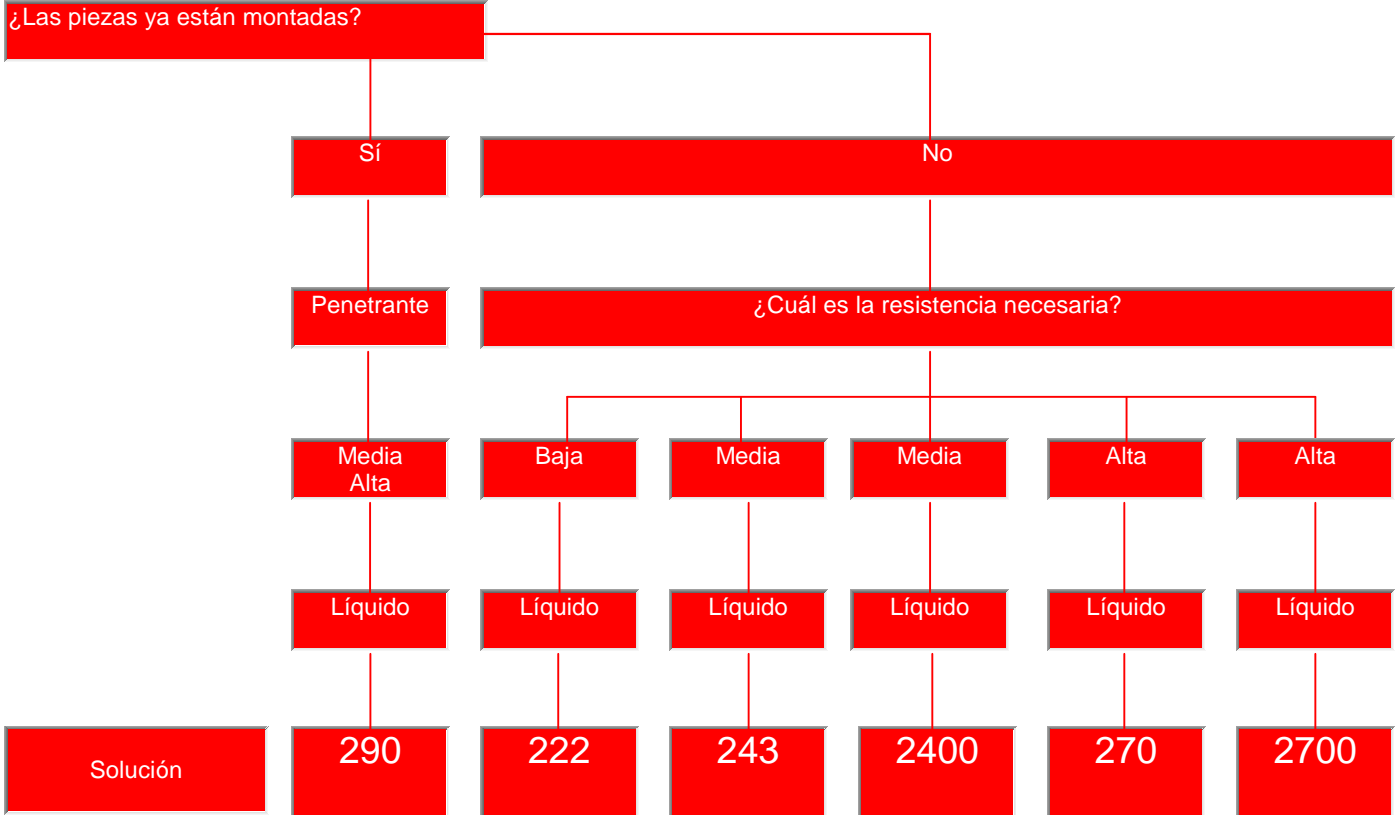 ¿Las piezas ya están montadas?
Sí
No
Penetrante
¿Cuál es la resistencia necesaria?
Media
Alta
Baja
Media
Media
Alta
Alta
Líquido
Líquido
Líquido
Líquido
Líquido
Líquido
Solución
290
222
243
2400
270
2700